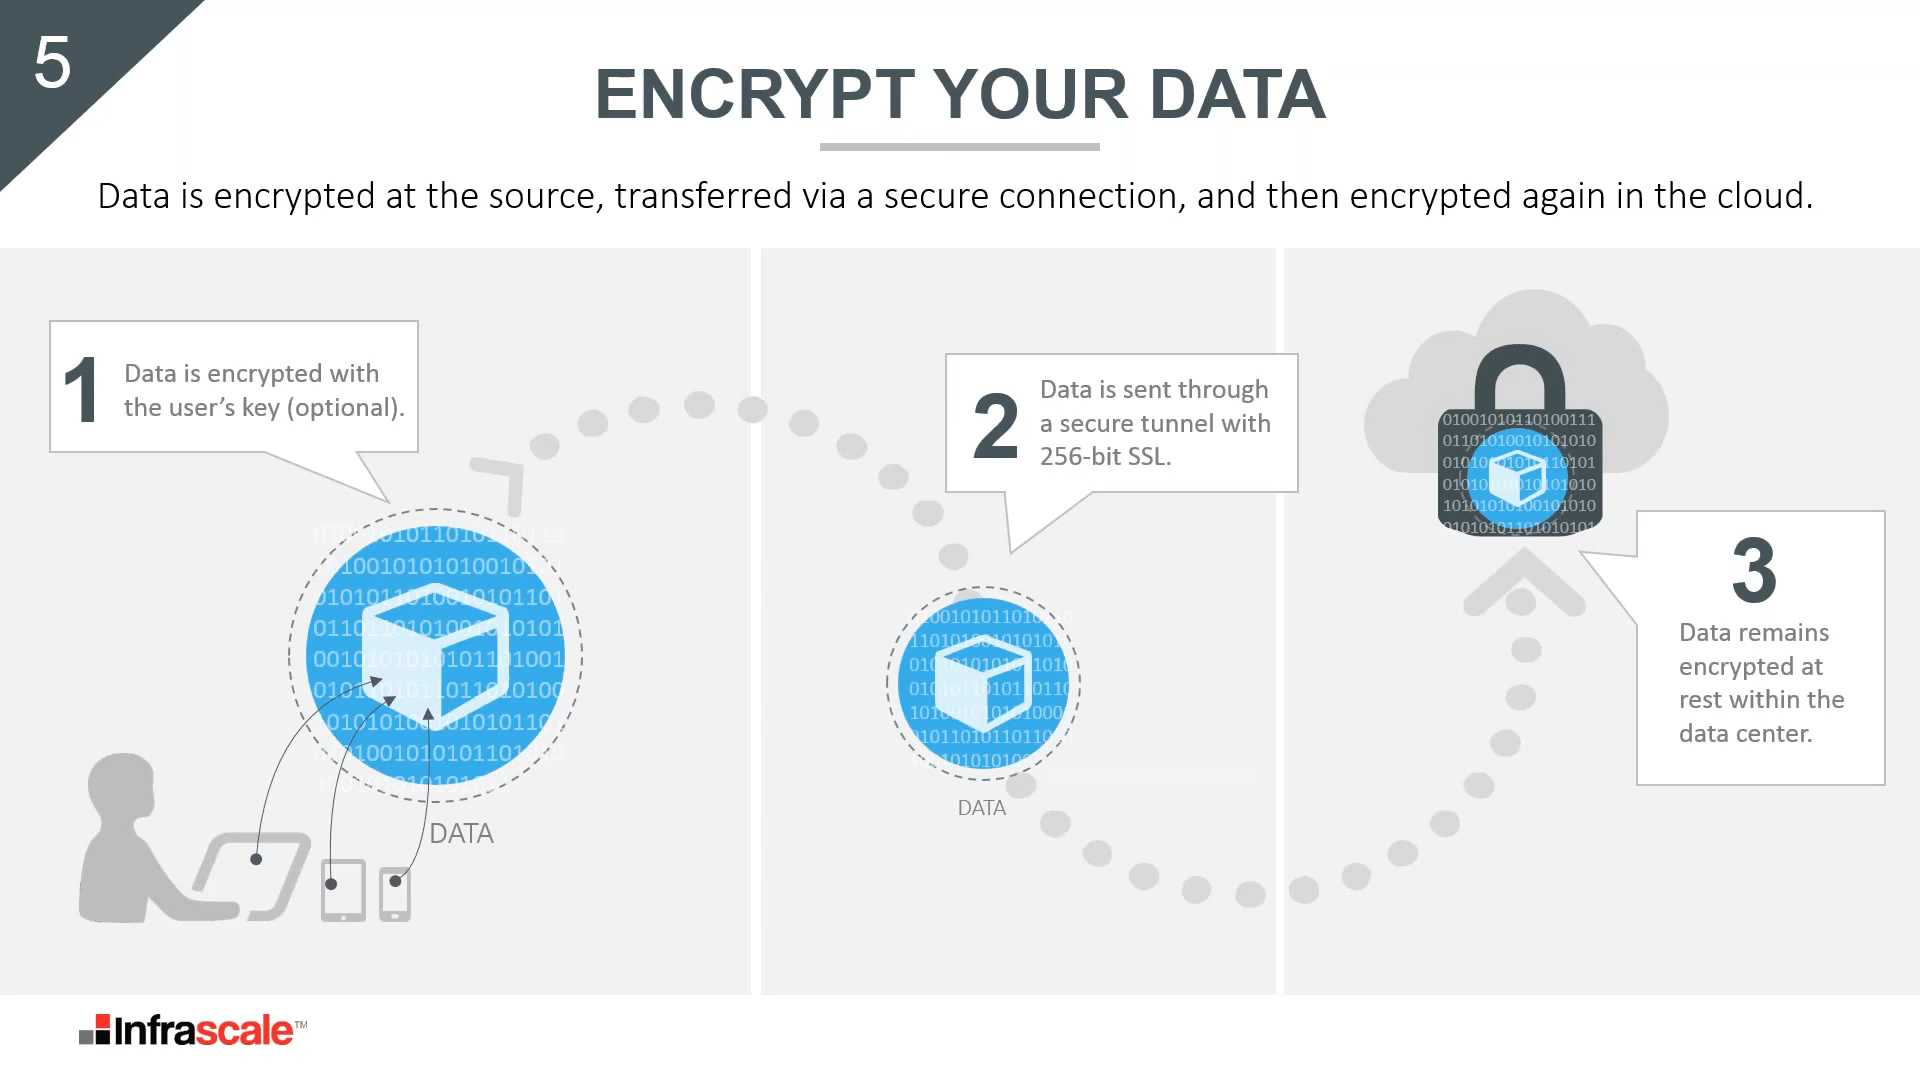 5
ENCRYPT YOUR DATA
Data is encrypted at the source, transferred via a secure connection, and then encrypted again in the cloud.
1
Data is encrypted with
the user’s key (optional).
DATA
2
Data is sent through
a secure tunnel with
256-bit SSL.
DATA
01001010110100111
3
Data remains
encrypted at
rest within the
data center.
Infrascale™